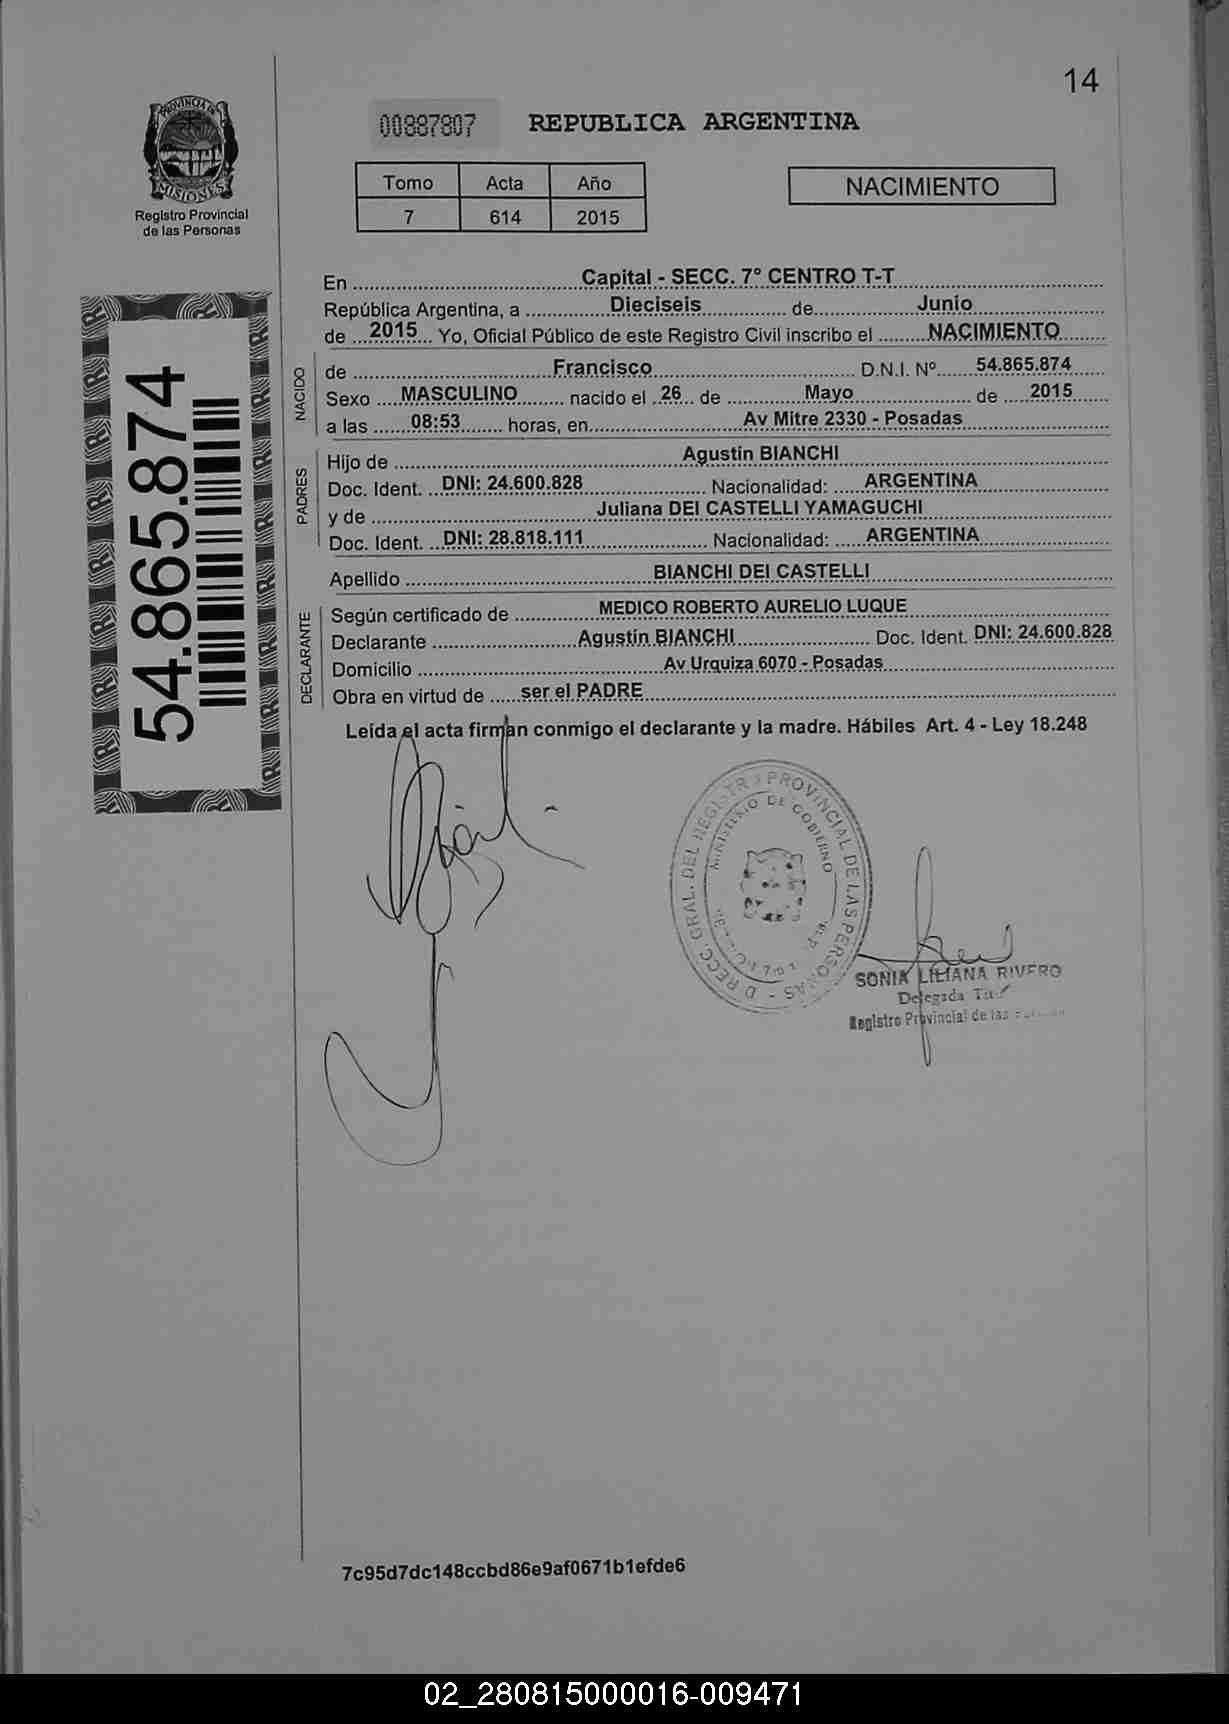 14
PROVINCIA DE
MISIONES
Registro Provincial
de las Personas
00887807 REPUBLICA ARGENTINA
Tomo Acta Año
7 614 2015
NACIMIENTO
En Capital - SECC. 7º CENTRO T-T
República Argentina, a Dieciseis de Junio
de 2015 Yo, Oficial Público de este Registro Civil inscribo el NACIMIENTO
NACIDO
de Francisco D.N.I. Nº 54.865.874
Sexo MASCULINO nacido el 26 de Mayo de 2015
a las 08:53 horas, en Av Mitre 2330 - Posadas
PADRES
Hijo de Agustin BIANCHI
Doc. Ident. DNI: 24.600.828 Nacionalidad: ARGENTINA
y de Juliana DEI CASTELLI YAMAGUCHI
Doc. Ident. DNI: 28.818.111 Nacionalidad: ARGENTINA
Apellido BIANCHI DEI CASTELLI
DECLARANTE
Según certificado de MEDICO ROBERTO AURELIO LUQUE
Declarante Agustin BIANCHI Doc. Ident. DNI: 24.600.828
Domicilio Av Urquiza 6070 - Posadas
Obra en virtud de ser el PADRE
Leída el acta firman conmigo el declarante y la madre. Hábiles Art. 4 - Ley 18.248
54.865.874
DIRECC. GRAL. DEL REGISTRO PROVINCIAL DE LAS PERSONAS -
MINISTERIO DE GOBIERNO
SONIA LILIANA RIVERO
Delegada
Registro Provincial de las
7c95d7dc148ccbd86e9af0671b1efde6
02_280815000016-009471